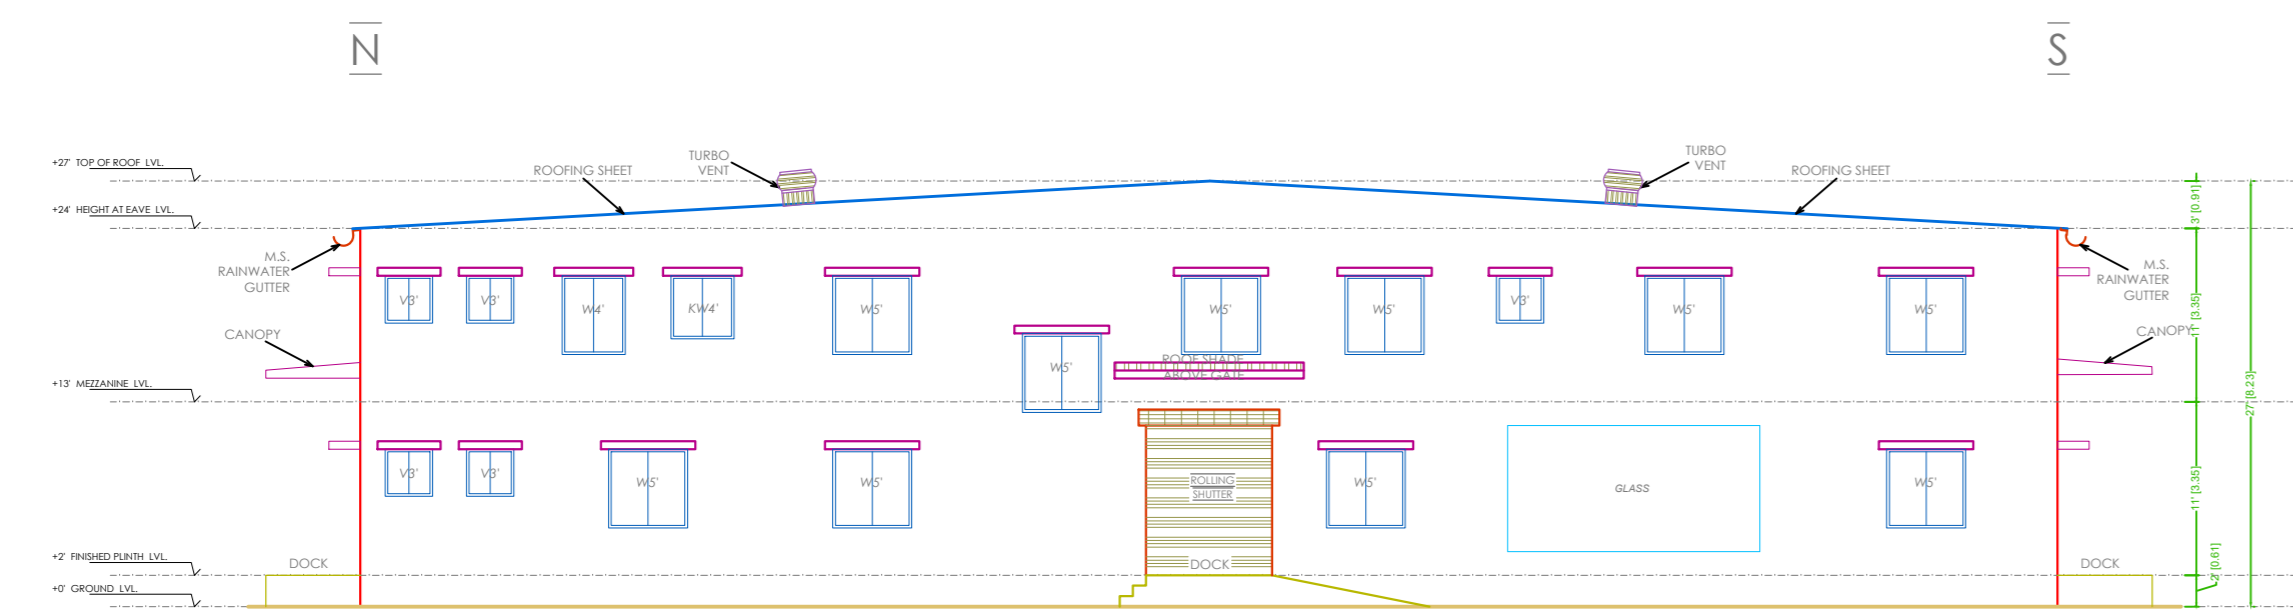 N
S
+27' TOP OF ROOF LVL.
ROOFING SHEET
TURBO
VENT
TURBO
VENT
ROOFING SHEET
3' [0.91]
+24' HEIGHT AT EAVE LVL.
M.S.
RAINWATER
GUTTER
M.S.
RAINWATER
GUTTER
V3'
V3'
W4'
KW4'
W5'
W5'
W5'
V3'
W5'
W5'
11' [3.35]
CANOPY
CANOPY
W5'
ROOF SHADE
ABOVE GATE
+13' MEZZANINE LVL.
27' [8.23]
V3'
V3'
W5'
W5'
ROLLING
SHUTTER
W5'
GLASS
W5'
11' [3.35]
+2' FINISHED PLINTH LVL.
DOCK
DOCK
DOCK
2' [0.61]
+0' GROUND LVL.